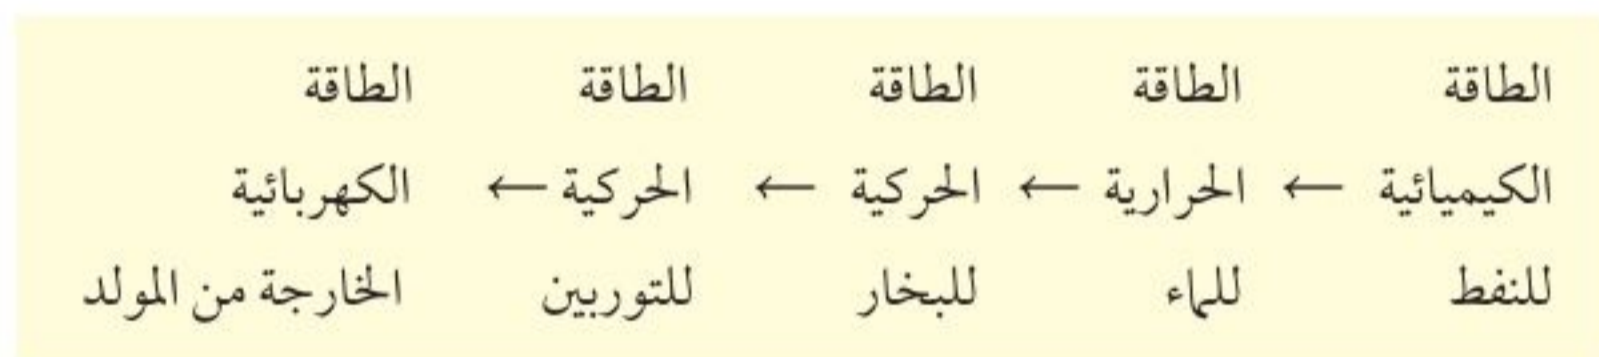 الطاقة الطاقة الطاقة الطاقة الطاقة
الكيميائية ← الحرارية ← الحركية ← الحركية ← الكهربائية
للنفط للماء للبخار للتوربين الخارجة من المولد